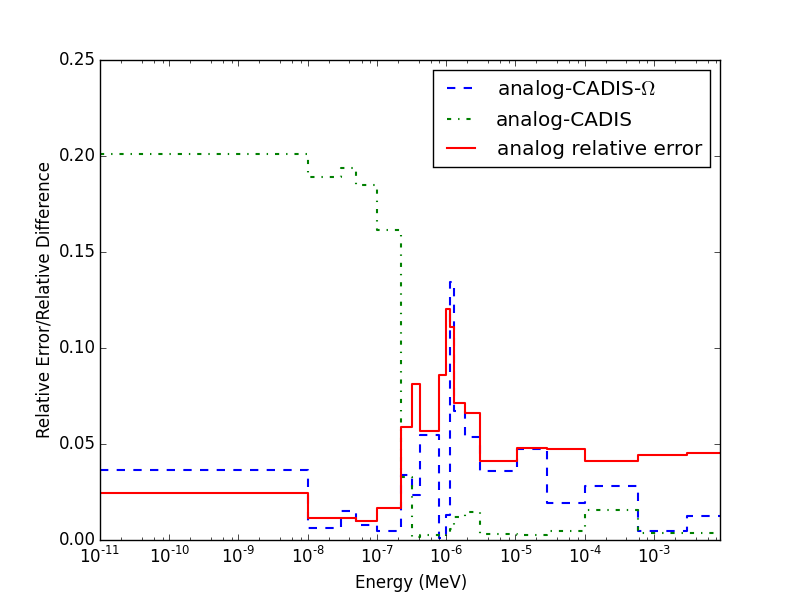 0.25
analog-CADIS-Ω
analog-CADIS
analog relative error
0.20
0.15
0.10
0.05
0.00
Relative Error/Relative Difference
10⁻¹¹ 10⁻¹⁰ 10⁻⁹ 10⁻⁸ 10⁻⁷ 10⁻⁶ 10⁻⁵ 10⁻⁴ 10⁻³
Energy (MeV)